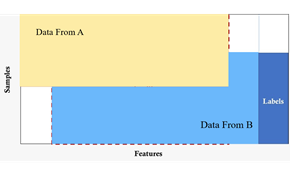 Data From A
Samples
Labels
Data From B
Features